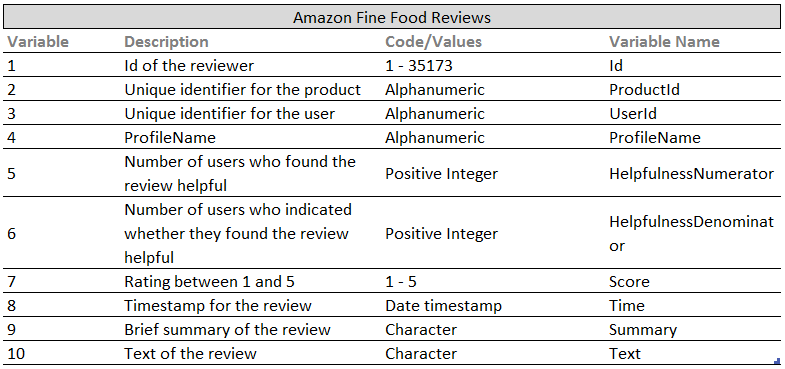 Amazon Fine Food Reviews
Variable Description Code/Values Variable Name
1 Id of the reviewer 1 - 35173 Id
2 Unique identifier for the product Alphanumeric ProductId
3 Unique identifier for the user Alphanumeric UserId
4 ProfileName Alphanumeric ProfileName
5 Number of users who found the
review helpful Positive Integer HelpfulnessNumerator
6 Number of users who indicated
whether they found the review
helpful Positive Integer HelpfulnessDenominat
or
7 Rating between 1 and 5 1 - 5 Score
8 Timestamp for the review Date timestamp Time
9 Brief summary of the review Character Summary
10 Text of the review Character Text